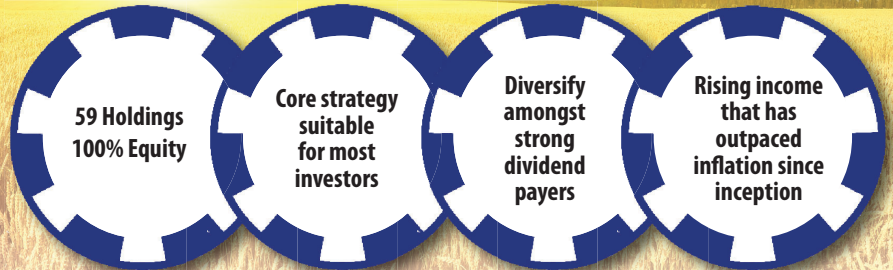 59 Holdings
100% Equity
Core strategy
suitable
for most
investors
Diversify
amongst
strong
dividend
payers
Rising income
that has
outpaced
inflation since
inception